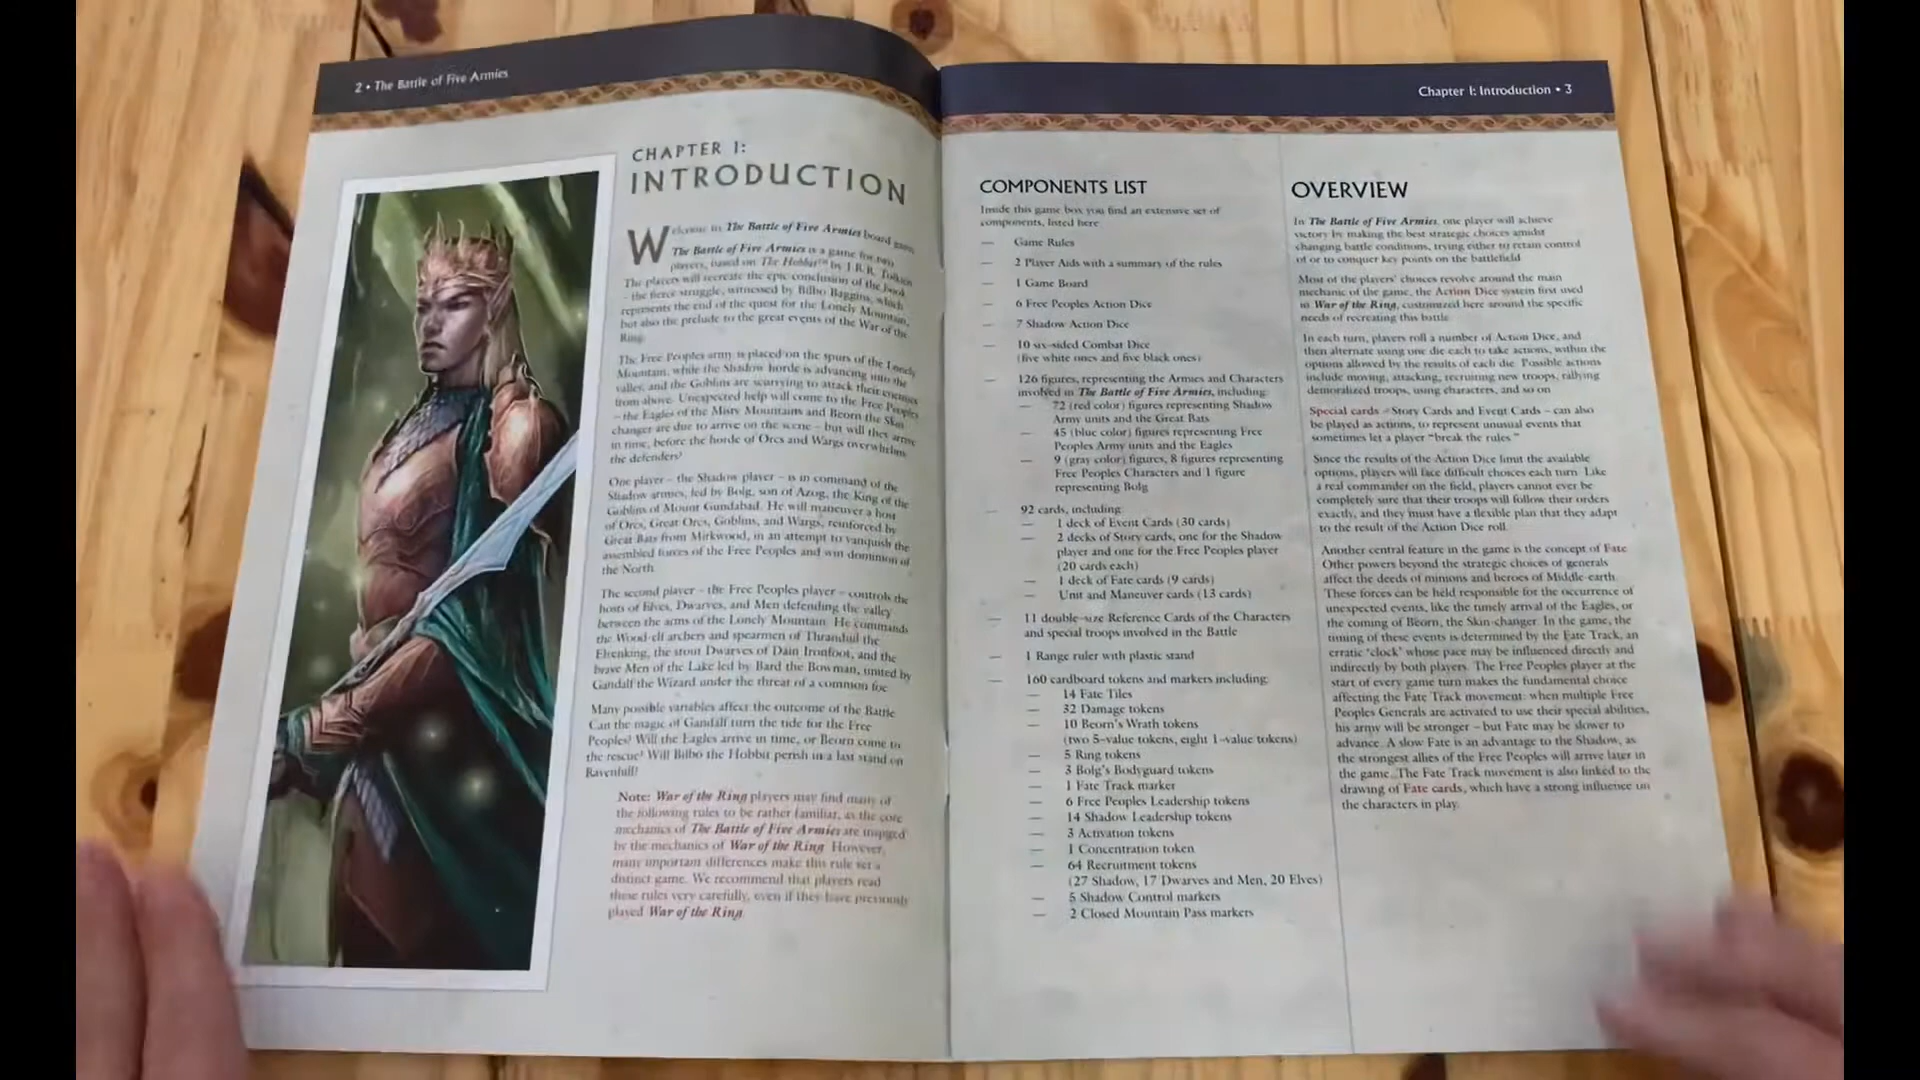 2 • The Battle of Five Armies
CHAPTER I:
INTRODUCTION
Welcome to The Battle of Five Armies board game.
The Battle of Five Armies is a game for two
players, based on The Hobbit™ by J.R.R. Tolkien
The players will recreate the epic conclusion of the book
- the fierce struggle, witnessed by Bilbo Baggins, which
represents the end of the quest for the Lonely Mountain,
but also the prelude to the great events of the War of the
Ring.
The Free Peoples army is placed on the spurs of the Lonely
Mountain, while the Shadow horde is advancing into the
valley, and the Goblins are scurrying to attack their enemies
from above. Unexpected help will come to the Free Peoples
– the Eagles of the Misty Mountains and Beorn the Skin-
changer are due to arrive on the scene – but will they arrive
in time, before the horde of Orcs and Wargs overwhelms
the defenders?
One player – the Shadow player – is in command of the
Shadow armies, led by Bolg, son of Azog, the King of the
Goblins of Mount Gundabad. He will maneuver a host
of Orcs, Great Orcs, Goblins, and Wargs, reinforced by
Great Bats from Mirkwood, in an attempt to vanquish the
assembled forces of the Free Peoples and win dominion of
the North.
The second player – the Free Peoples player – controls the
hosts of Elves, Dwarves, and Men defending the valley
between the arms of the Lonely Mountain. He commands
the Wood-elf archers and spearmen of Thranduil the
Elvenking, the stout Dwarves of Dain Ironfoot, and the
brave Men of the Lake led by Bard the Bowman, united by
Gandalf the Wizard under the threat of a common foe.
Many possible variables affect the outcome of the Battle.
Can the magic of Gandalf turn the tide for the Free
Peoples? Will the Eagles arrive in time, or Beorn come to
the rescue? Will Bilbo the Hobbit perish in a last stand on
Ravenhill?
Note: War of the Ring players may find many of
the following rules to be rather familiar, as the core
mechanics of The Battle of Five Armies are inspired
by the mechanics of War of the Ring. However,
many important differences make this rule set a
distinct game. We recommend that players read
these rules very carefully, even if they have previously
played War of the Ring.
Chapter I: Introduction • 3
COMPONENTS LIST
Inside this game box you find an extensive set of
components, listed here
— Game Rules
— 2 Player Aids with a summary of the rules
— 1 Game Board
— 6 Free Peoples Action Dice
— 7 Shadow Action Dice
— 10 six-sided Combat Dice
(five white ones and five black ones)
— 126 figures, representing the Armies and Characters
involved in The Battle of Five Armies, including:
— 72 (red color) figures representing Shadow
Army units and the Great Bats
— 45 (blue color) figures representing Free
Peoples Army units and the Eagles
— 9 (gray color) figures, 8 figures representing
Free Peoples Characters and 1 figure
representing Bolg
— 92 cards, including:
— 1 deck of Event Cards (30 cards)
— 2 decks of Story cards, one for the Shadow
player and one for the Free Peoples player
(20 cards each)
— 1 deck of Fate cards (9 cards)
— Unit and Maneuver cards (13 cards)
— 11 double-size Reference Cards of the Characters
and special troops involved in the Battle
— 1 Range ruler with plastic stand
— 160 cardboard tokens and markers including:
— 14 Fate Tiles
— 32 Damage tokens
— 10 Beorn's Wrath tokens
(two 5-value tokens, eight 1-value tokens)
— 5 Ring tokens
— 3 Bolg's Bodyguard tokens
— 1 Fate Track marker
— 6 Free Peoples Leadership tokens
— 14 Shadow Leadership tokens
— 3 Activation tokens
— 1 Concentration token
— 64 Recruitment tokens
(27 Shadow, 17 Dwarves and Men, 20 Elves)
— 5 Shadow Control markers
— 2 Closed Mountain Pass markers
OVERVIEW
In The Battle of Five Armies, one player will achieve
victory by making the best strategic choices amidst
changing battle conditions, trying either to retain control
of or to conquer key points on the battlefield.
Most of the players' choices revolve around the main
mechanic of the game, the Action Dice system first used
in War of the Ring, customized here around the specific
needs of recreating this battle.
In each turn, players roll a number of Action Dice, and
then alternate using one die each to take actions, within the
options allowed by the results of each die. Possible actions
include moving, attacking, recruiting new troops, rallying
demoralized troops, using characters, and so on.
Special cards – Story Cards and Event Cards – can also
be played as actions, to represent unusual events that
sometimes let a player "break the rules."
Since the results of the Action Dice limit the available
options, players will face difficult choices each turn. Like
a real commander on the field, players cannot ever be
completely sure that their troops will follow their orders
exactly, and they must have a flexible plan that they adapt
to the result of the Action Dice roll.
Another central feature in the game is the concept of Fate.
Other powers beyond the strategic choices of generals
affect the deeds of minions and heroes of Middle-earth.
These forces can be held responsible for the occurrence of
unexpected events, like the timely arrival of the Eagles, or
the coming of Beorn, the Skin-changer. In the game, the
timing of these events is determined by the Fate Track, an
erratic 'clock' whose pace may be influenced directly and
indirectly by both players. The Free Peoples player at the
start of every game turn makes the fundamental choice
affecting the Fate Track movement: when multiple Free
Peoples Generals are activated to use their special abilities,
his army will be stronger – but Fate may be slower to
advance. A slow Fate is an advantage to the Shadow, as
the strongest allies of the Free Peoples will arrive later in
the game. The Fate Track movement is also linked to the
drawing of Fate cards, which have a strong influence on
the characters in play.